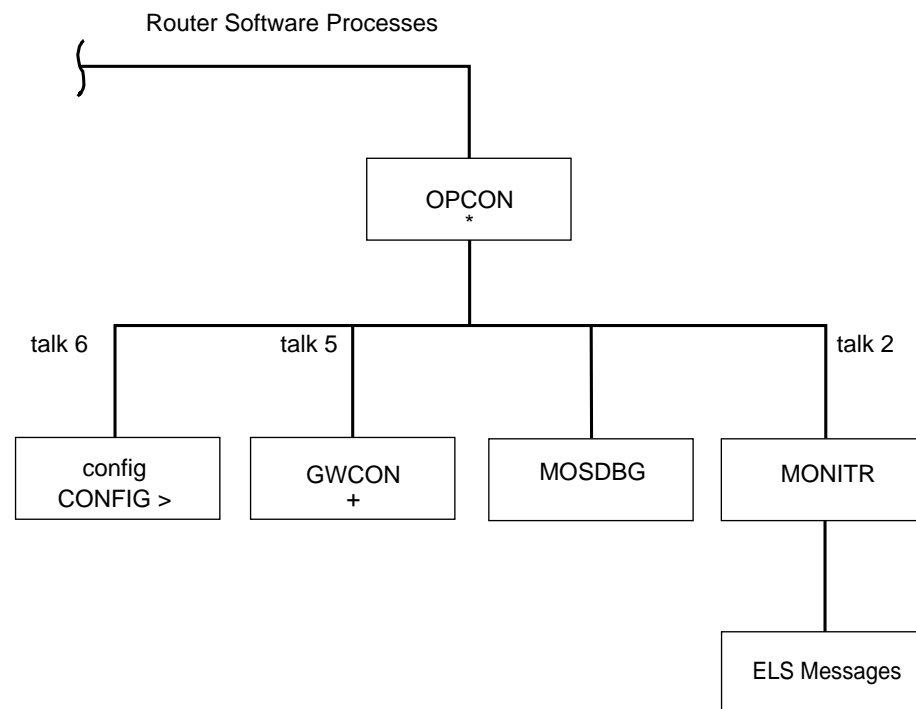 Router Software Processes
OPCON
*
talk 6
talk 5
talk 2
config
CONFIG >
GWCON
+
MOSDBG
MONITR
ELS Messages